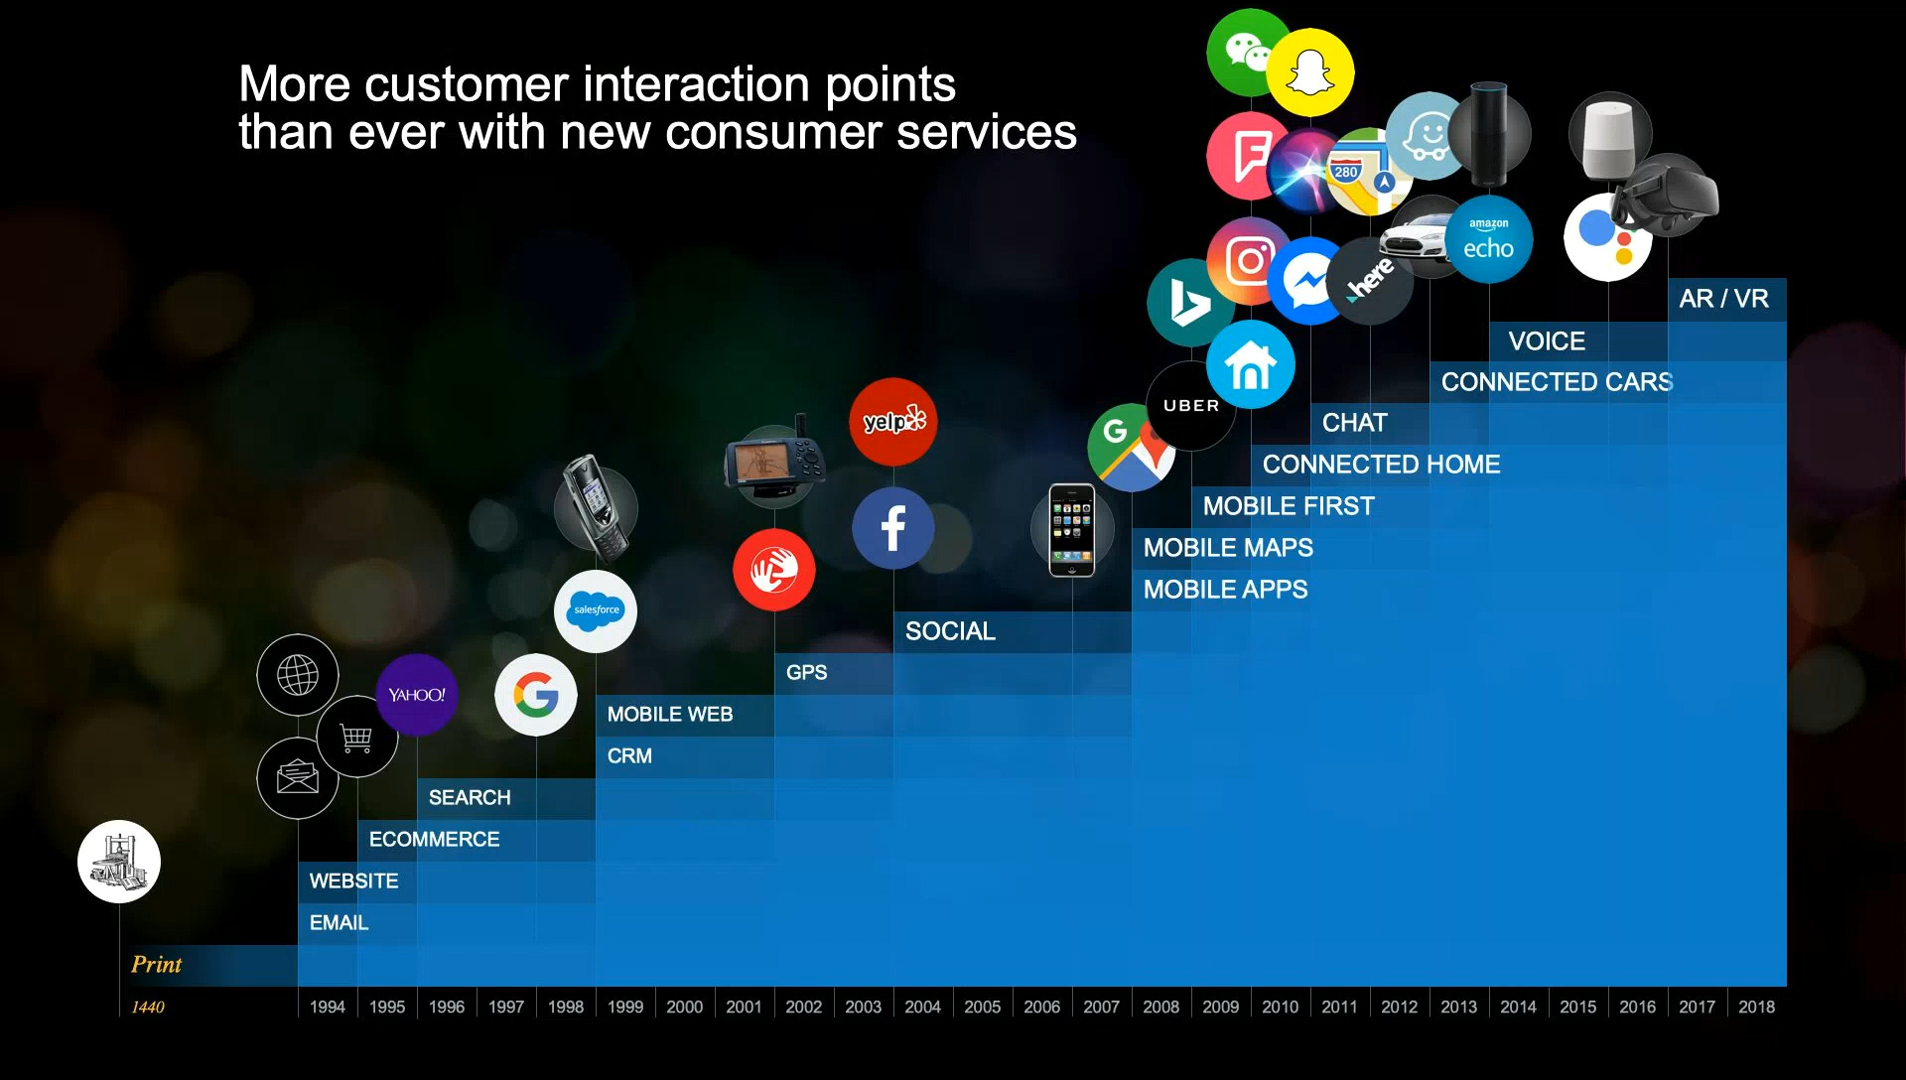 More customer interaction points
than ever with new consumer services
280
amazon
echo
here
AR / VR
VOICE
CONNECTED CARS
CHAT
UBER
CONNECTED HOME
G
MOBILE FIRST
MOBILE MAPS
MOBILE APPS
yelp
f
SOCIAL
salesforce
GPS
YAHOO!
G
MOBILE WEB
CRM
SEARCH
ECOMMERCE
WEBSITE
EMAIL
Print
1440 1994 1995 1996 1997 1998 1999 2000 2001 2002 2003 2004 2005 2006 2007 2008 2009 2010 2011 2012 2013 2014 2015 2016 2017 2018